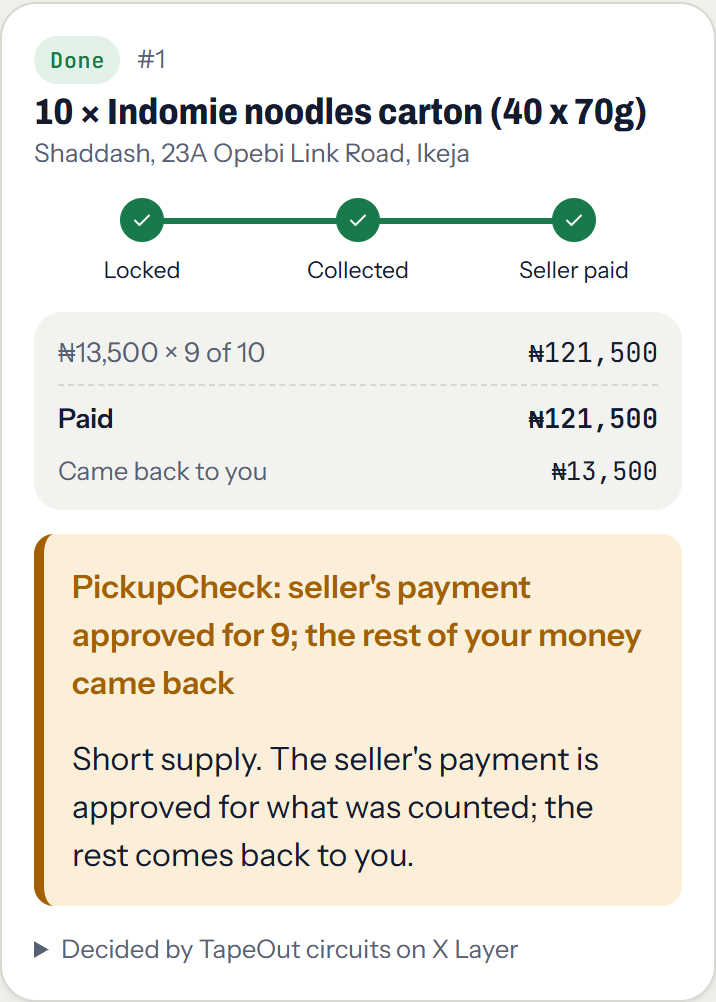 Done #1
10 × Indomie noodles carton (40 x 70g)
Shaddash, 23A Opebi Link Road, Ikeja
Locked Collected Seller paid
₦13,500 × 9 of 10 ₦121,500
Paid ₦121,500
Came back to you ₦13,500
PickupCheck: seller's payment
approved for 9; the rest of your money
came back
Short supply. The seller's payment is
approved for what was counted; the
rest comes back to you.
Decided by TapeOut circuits on X Layer